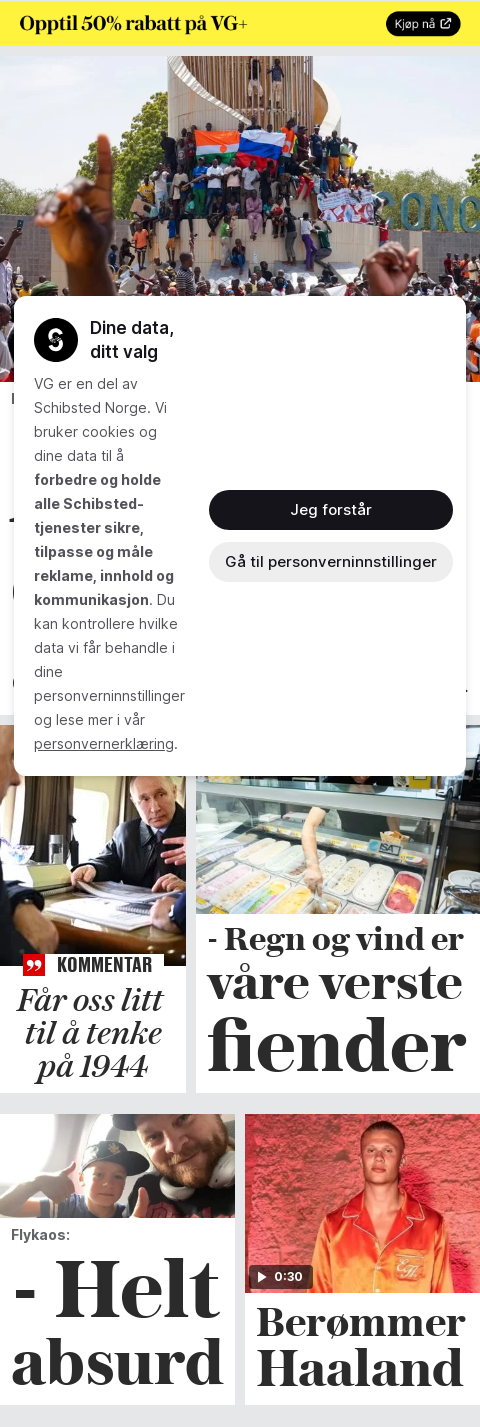 Opptil 50% rabatt på VG+
Kjøp nå
Dine data,
ditt valg
VG er en del av
Schibsted Norge. Vi
bruker cookies og
dine data til å
forbedre og holde
alle Schibsted-
tjenester sikre,
tilpasse og måle
reklame, innhold og
kommunikasjon. Du
kan kontrollere hvilke
data vi får behandle i
dine
personverninnstillinger
og lese mer i vår
personvernerklæring.
Jeg forstår
Gå til personverninnstillinger
KOMMENTAR
Får oss litt
til å tenke
på 1944
- Regn og vind er
våre verste
fiender
Flykaos:
- Helt
absurd
0:30
Berømmer
Haaland